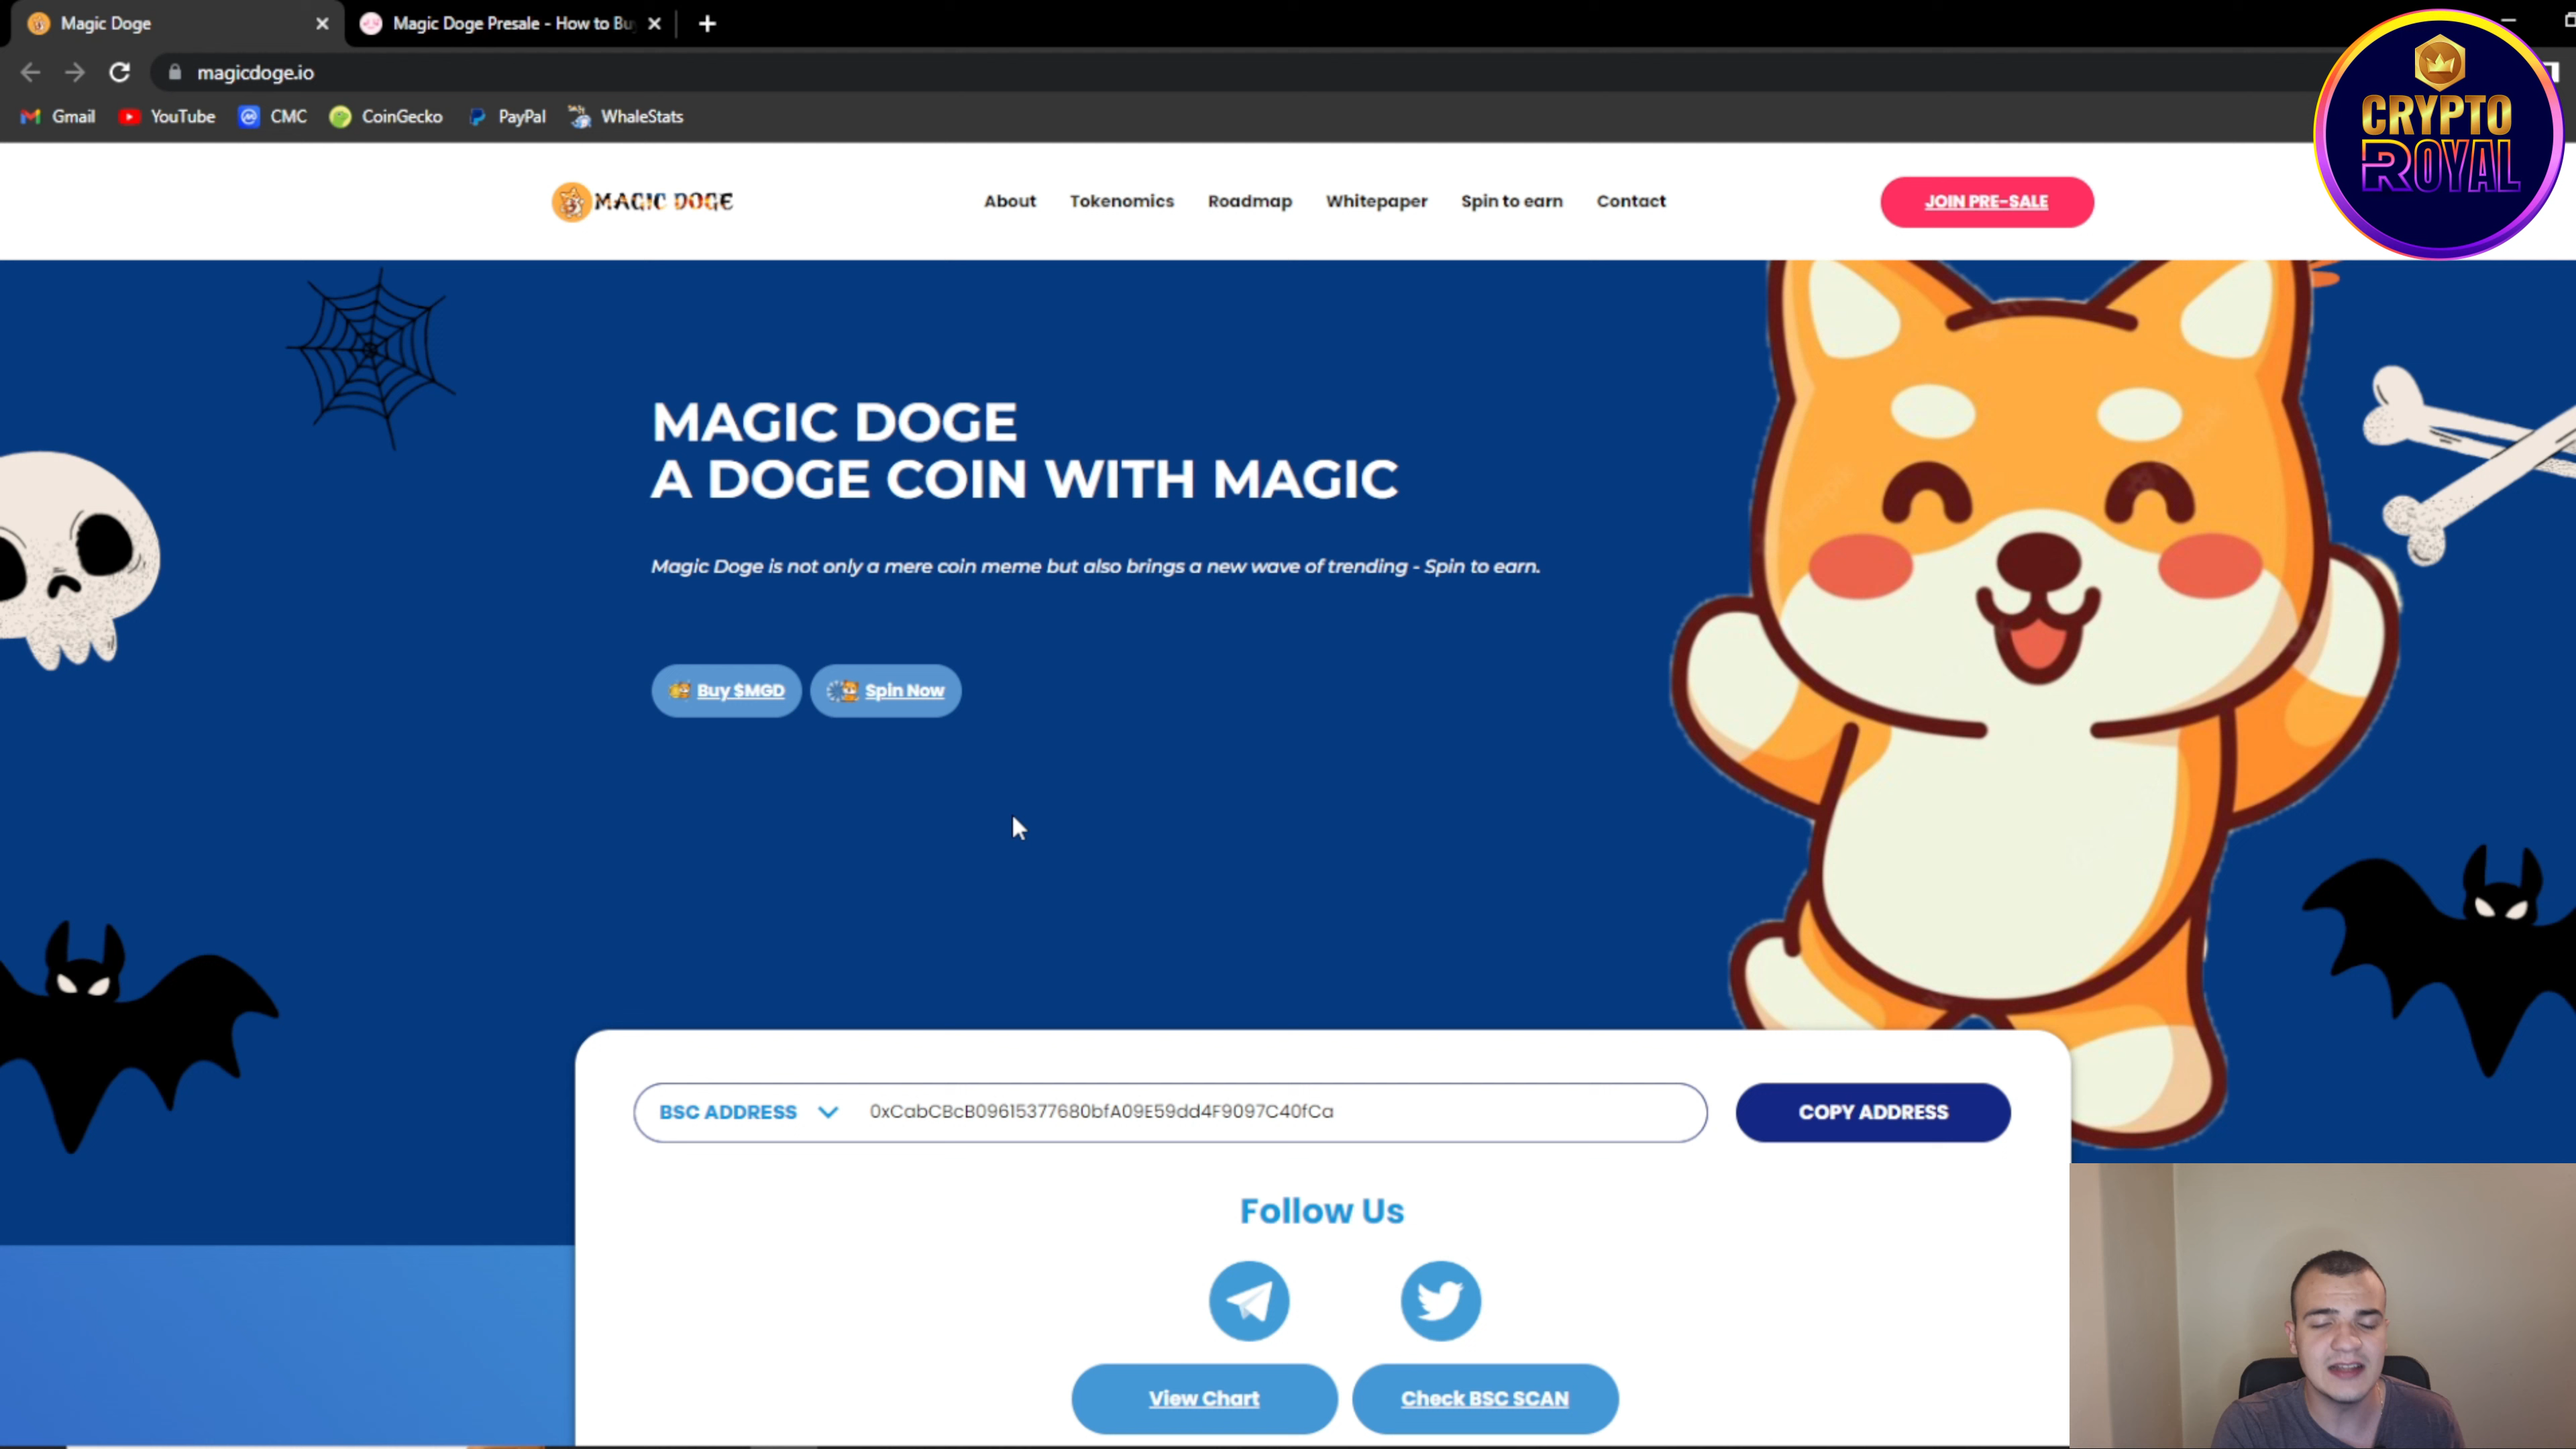 Magic Doge
Magic Doge Presale - How to Bu
magicdoge.io
Gmail YouTube CMC CoinGecko PayPal WhaleStats
CRYPTO
ROYAL
MAGIC DOGE
About Tokenomics Roadmap Whitepaper Spin to earn Contact
JOIN PRE-SALE
MAGIC DOGE
A DOGE COIN WITH MAGIC
Magic Doge is not only a mere coin meme but also brings a new wave of trending - Spin to earn.
Buy $MGD Spin Now
BSC ADDRESS 0xCabCBcB09615377680bfA09E59dd4F9097C40fCa
COPY ADDRESS
Follow Us
View Chart Check BSC SCAN